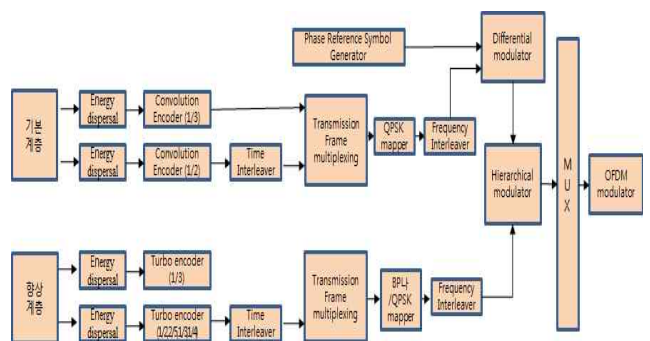 Phase Reference Symbol
Generator
Differential
modulator
기본
계층
Energy
dispersal
Convolution
Encoder (1/3)
Energy
dispersal
Convolution
Encoder (1/2)
Time
Interleaver
Transmission
Frame
multiplexing
QPSK
mapper
Frequency
Interleaver
Hierarchical
modulator
M
U
X
OFDM
modulator
향상
계층
Energy
dispersal
Turbo encoder
(1/3)
Energy
dispersal
Turbo encoder
(1/22/51/31/4)
Time
Interleaver
Transmission
Frame
multiplexing
BP나
/QPSK
mapper
Frequency
Interleaver